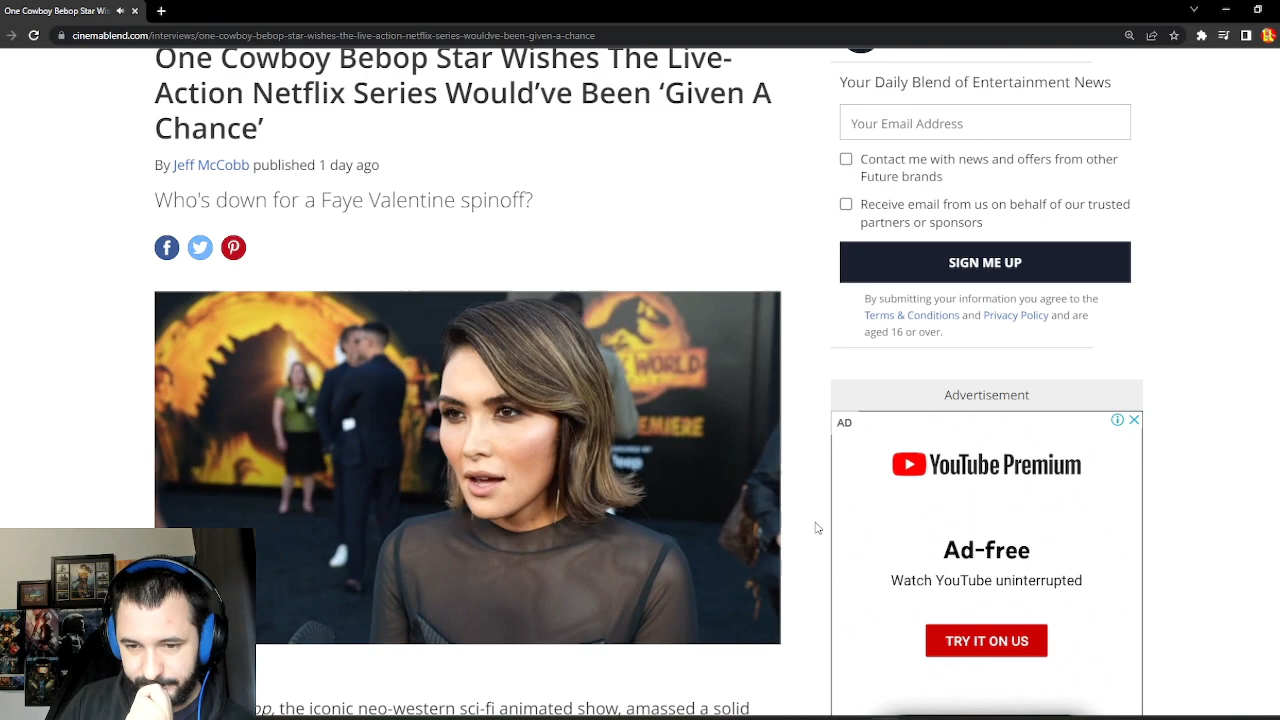 One Cowboy Bebop Star Wis
cinemablend.com/interviews/one-cowboy-bebop-star-wishes-the-live-action-netflix-series-wouldve-been-given-a-chance
One Cowboy Bebop Star Wishes The Live-
Action Netflix Series Would’ve Been ‘Given A
Chance’
By Jeff McCobb published 1 day ago
Who's down for a Faye Valentine spinoff?
WORLD
EMIERE
Jeep
op, the iconic neo-western sci-fi animated show, amassed a solid
Your Daily Blend of Entertainment News
Your Email Address
Contact me with news and offers from other
Future brands
Receive email from us on behalf of our trusted
partners or sponsors
SIGN ME UP
By submitting your information you agree to the
Terms & Conditions and Privacy Policy and are
aged 16 or over.
Advertisement
AD
YouTube Premium
Ad-free
Watch YouTube uninterrupted
TRY IT ON US